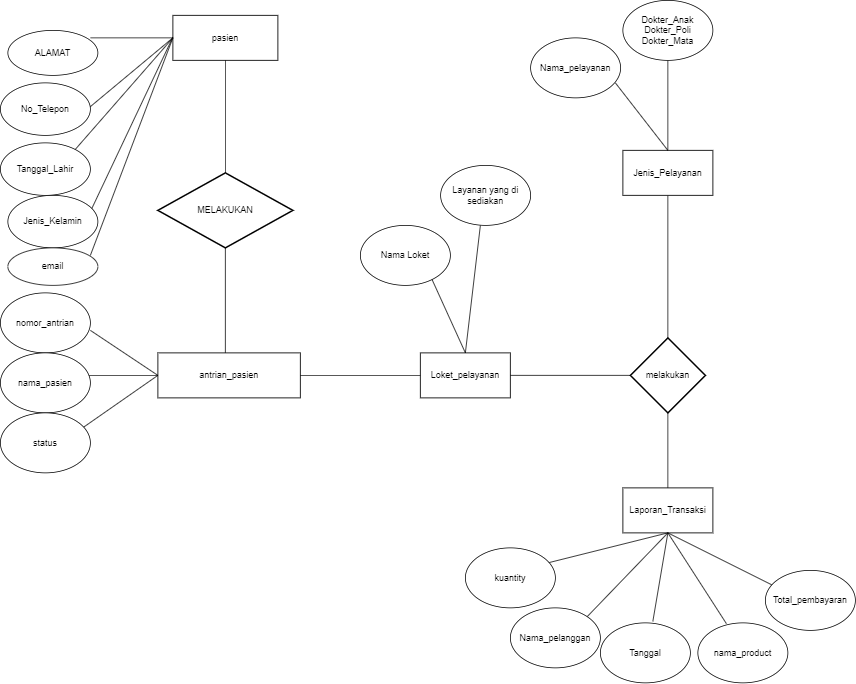 pasien
ALAMAT
No_Telepon
Tanggal_Lahir
Jenis_Kelamin
email
MELAKUKAN
nomor_antrian
nama_pasien
status
antrian_pasien
Nama Loket
Layanan yang di
sediakan
Loket_pelayanan
Nama_pelayanan
Dokter_Anak
Dokter_Poli
Dokter_Mata
Jenis_Pelayanan
melakukan
Laporan_Transaksi
kuantity
Nama_pelanggan
Tanggal
nama_product
Total_pembayaran